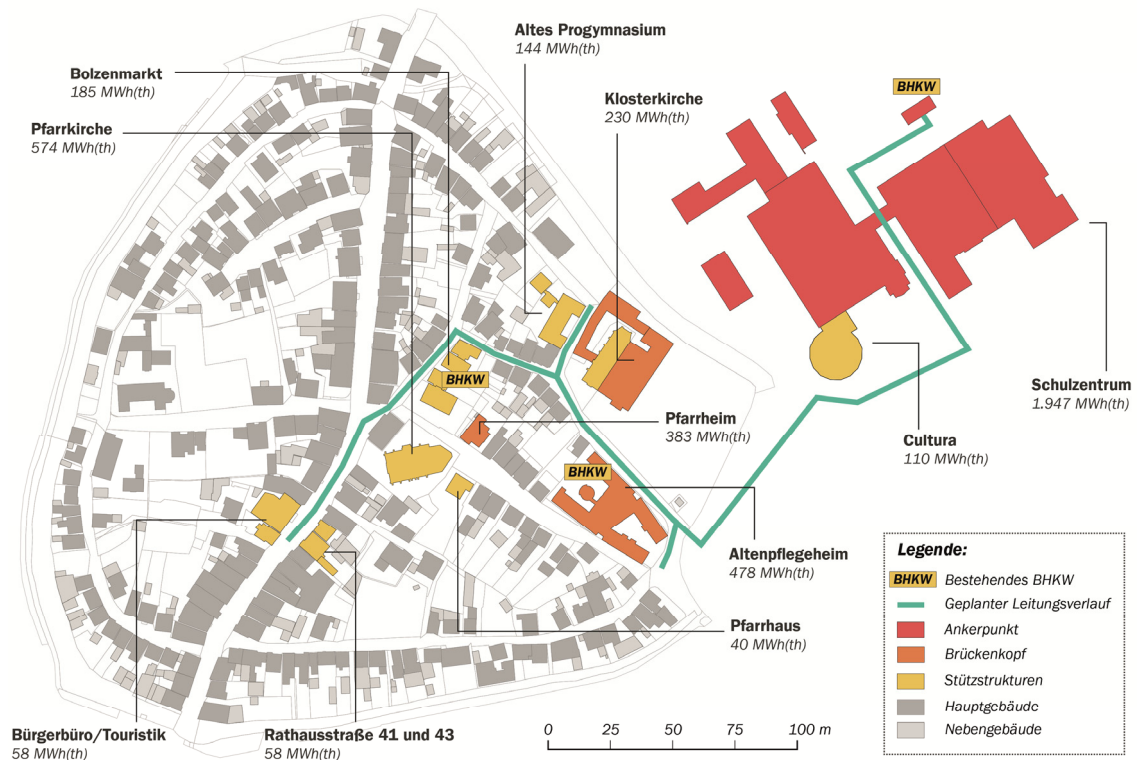 Altes Progymnasium
144 MWh(th)
Bolzenmarkt
185 MWh(th)
Klosterkirche
230 MWh(th)
BHKW
Pfarrkirche
574 MWh(th)
BHKW
Pfarrheim
383 MWh(th)
BHKW
Schulzentrum
1.947 MWh(th)
Cultura
110 MWh(th)
Altenpflegeheim
478 MWh(th)
Pfarrhaus
40 MWh(th)
Bürgerbüro/Touristik
58 MWh(th)
Rathausstraße 41 und 43
58 MWh(th)
0 25 50 75 100 m
Legende:
BHKW Bestehendes BHKW
Geplanter Leitungsverlauf
Ankerpunkt
Brückenkopf
Stützstrukturen
Hauptgebäude
Nebengebäude